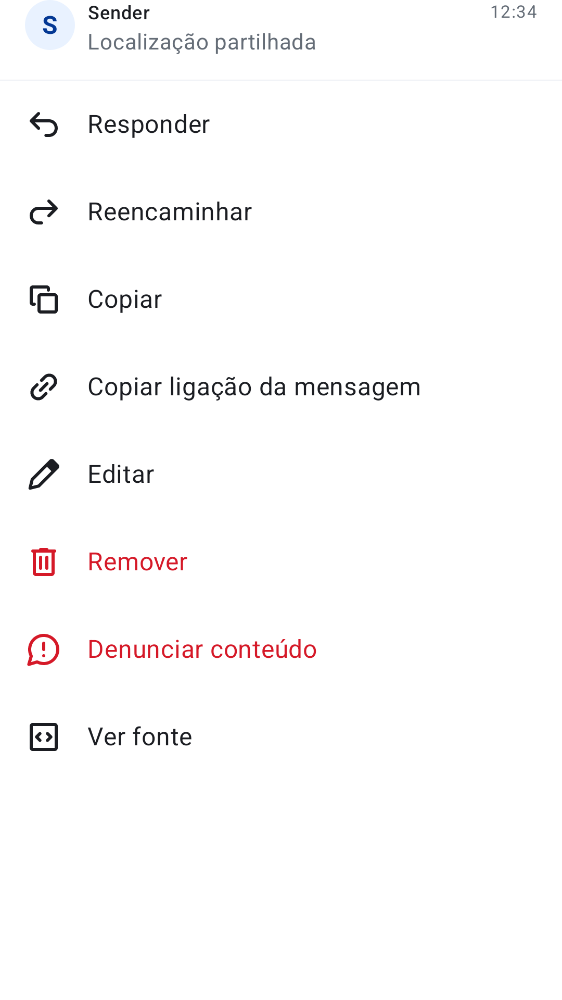 S
Sender
12:34
Localização partilhada
Responder
Reencaminhar
Copiar
Copiar ligação da mensagem
Editar
Remover
Denunciar conteúdo
Ver fonte